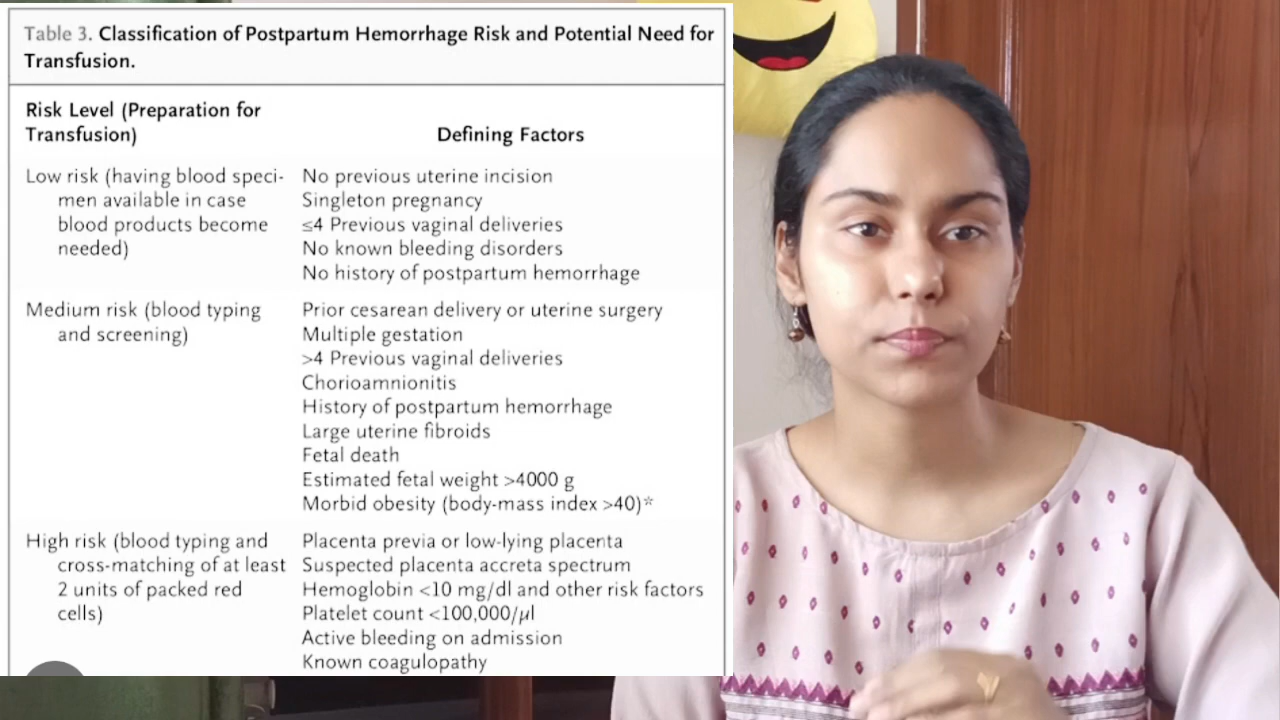 Table 3. Classification of Postpartum Hemorrhage Risk and Potential Need for
Transfusion.
Risk Level (Preparation for
Transfusion)
Defining Factors
Low risk (having blood speci-
men available in case
blood products become
needed)
No previous uterine incision
Singleton pregnancy
≤4 Previous vaginal deliveries
No known bleeding disorders
No history of postpartum hemorrhage
Medium risk (blood typing
and screening)
Prior cesarean delivery or uterine surgery
Multiple gestation
>4 Previous vaginal deliveries
Chorioamnionitis
History of postpartum hemorrhage
Large uterine fibroids
Fetal death
Estimated fetal weight >4000 g
Morbid obesity (body-mass index >40)*
High risk (blood typing and
cross-matching of at least
2 units of packed red
cells)
Placenta previa or low-lying placenta
Suspected placenta accreta spectrum
Hemoglobin <10 mg/dl and other risk factors
Platelet count <100,000/μl
Active bleeding on admission
Known coagulopathy